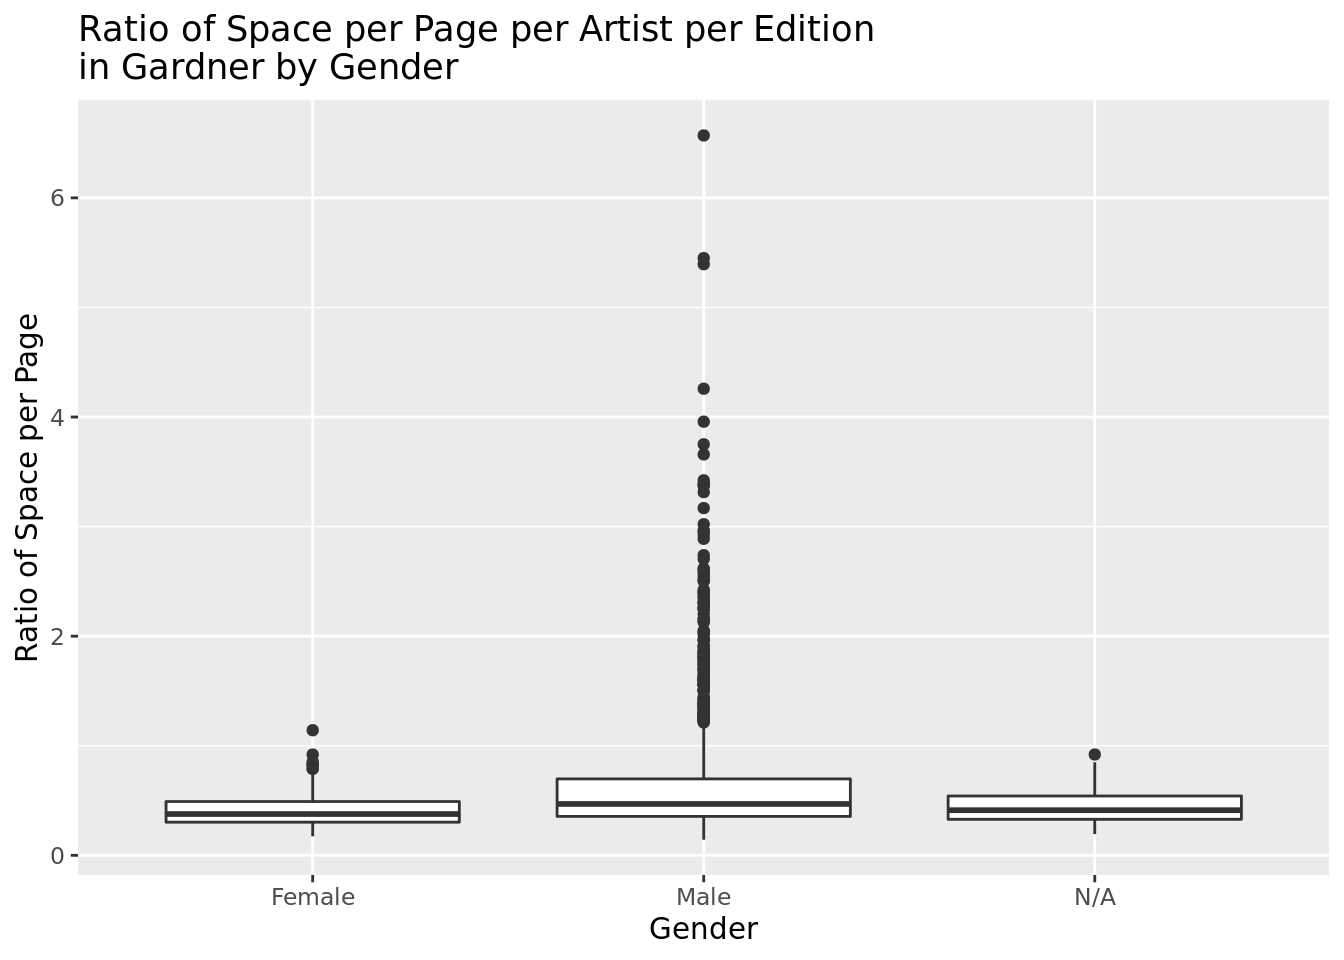 Ratio of Space per Page per Artist per Edition
in Gardner by Gender
Ratio of Space per Page
6
4
2
0
Female
Male
N/A
Gender